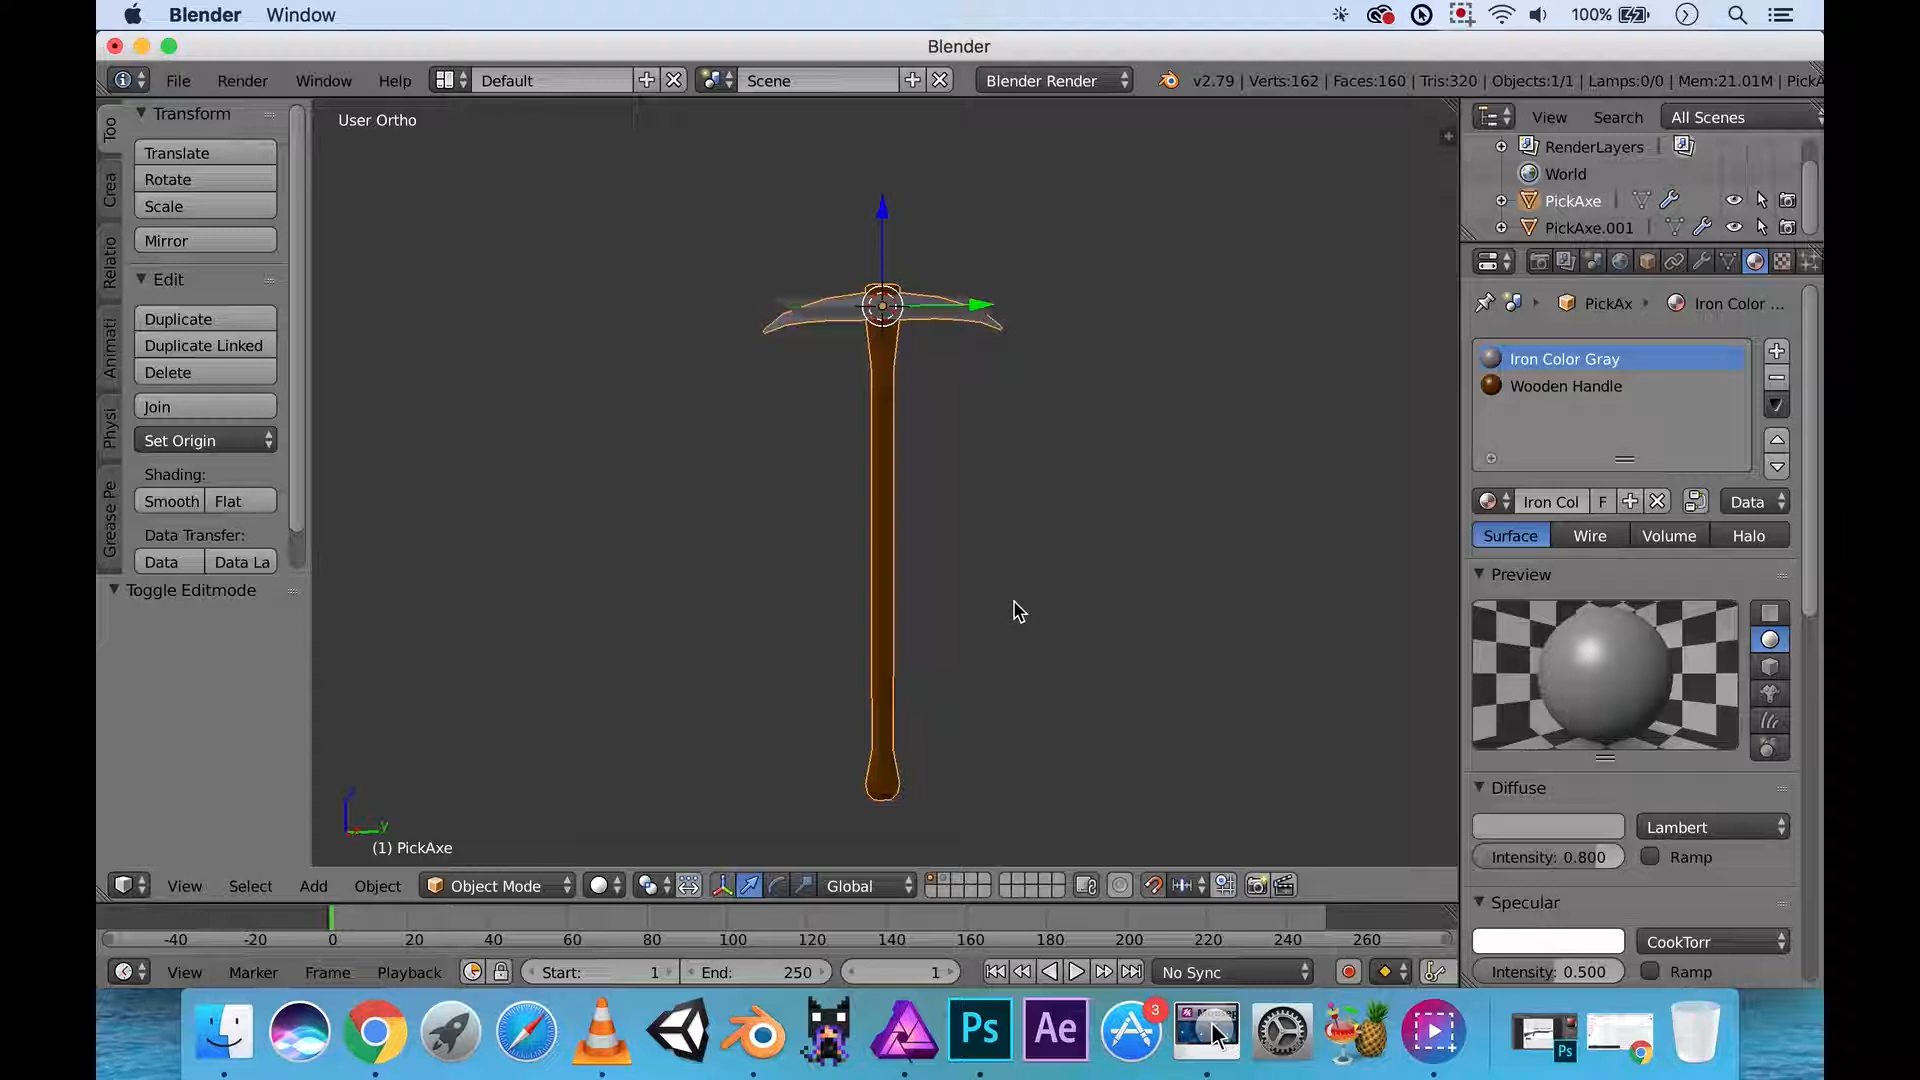 Blender Window 100%
Blender
File Render Window Help Default Scene Blender Render v2.79 | Verts:162 | Faces:160 | Tris:320 | Objects:1/1 | Lamps:0/0 | Mem:21.01M | PickA
Transform
Translate
Rotate
Scale
Mirror
Edit
Duplicate
Duplicate Linked
Delete
Join
Set Origin
Shading:
Smooth Flat
Data Transfer:
Data Data La
Toggle Editmode
Too
Crea
Relatio
Animati
Physi
Grease Pe
User Ortho
y
(1) PickAxe
View Search All Scenes
RenderLayers
World
PickAxe
PickAxe.001
PickAx Iron Color ...
Iron Color Gray
Wooden Handle
Iron Col F Data
Surface Wire Volume Halo
Preview
Diffuse
Lambert
Intensity: 0.800 Ramp
Specular
CookTorr
Intensity: 0.500 Ramp
View Select Add Object Object Mode Global
-40 -20 0 20 40 60 80 100 120 140 160 180 200 220 240 260
View Marker Frame Playback Start: 1 End: 250 1 No Sync
Ps Ae 3 Ps